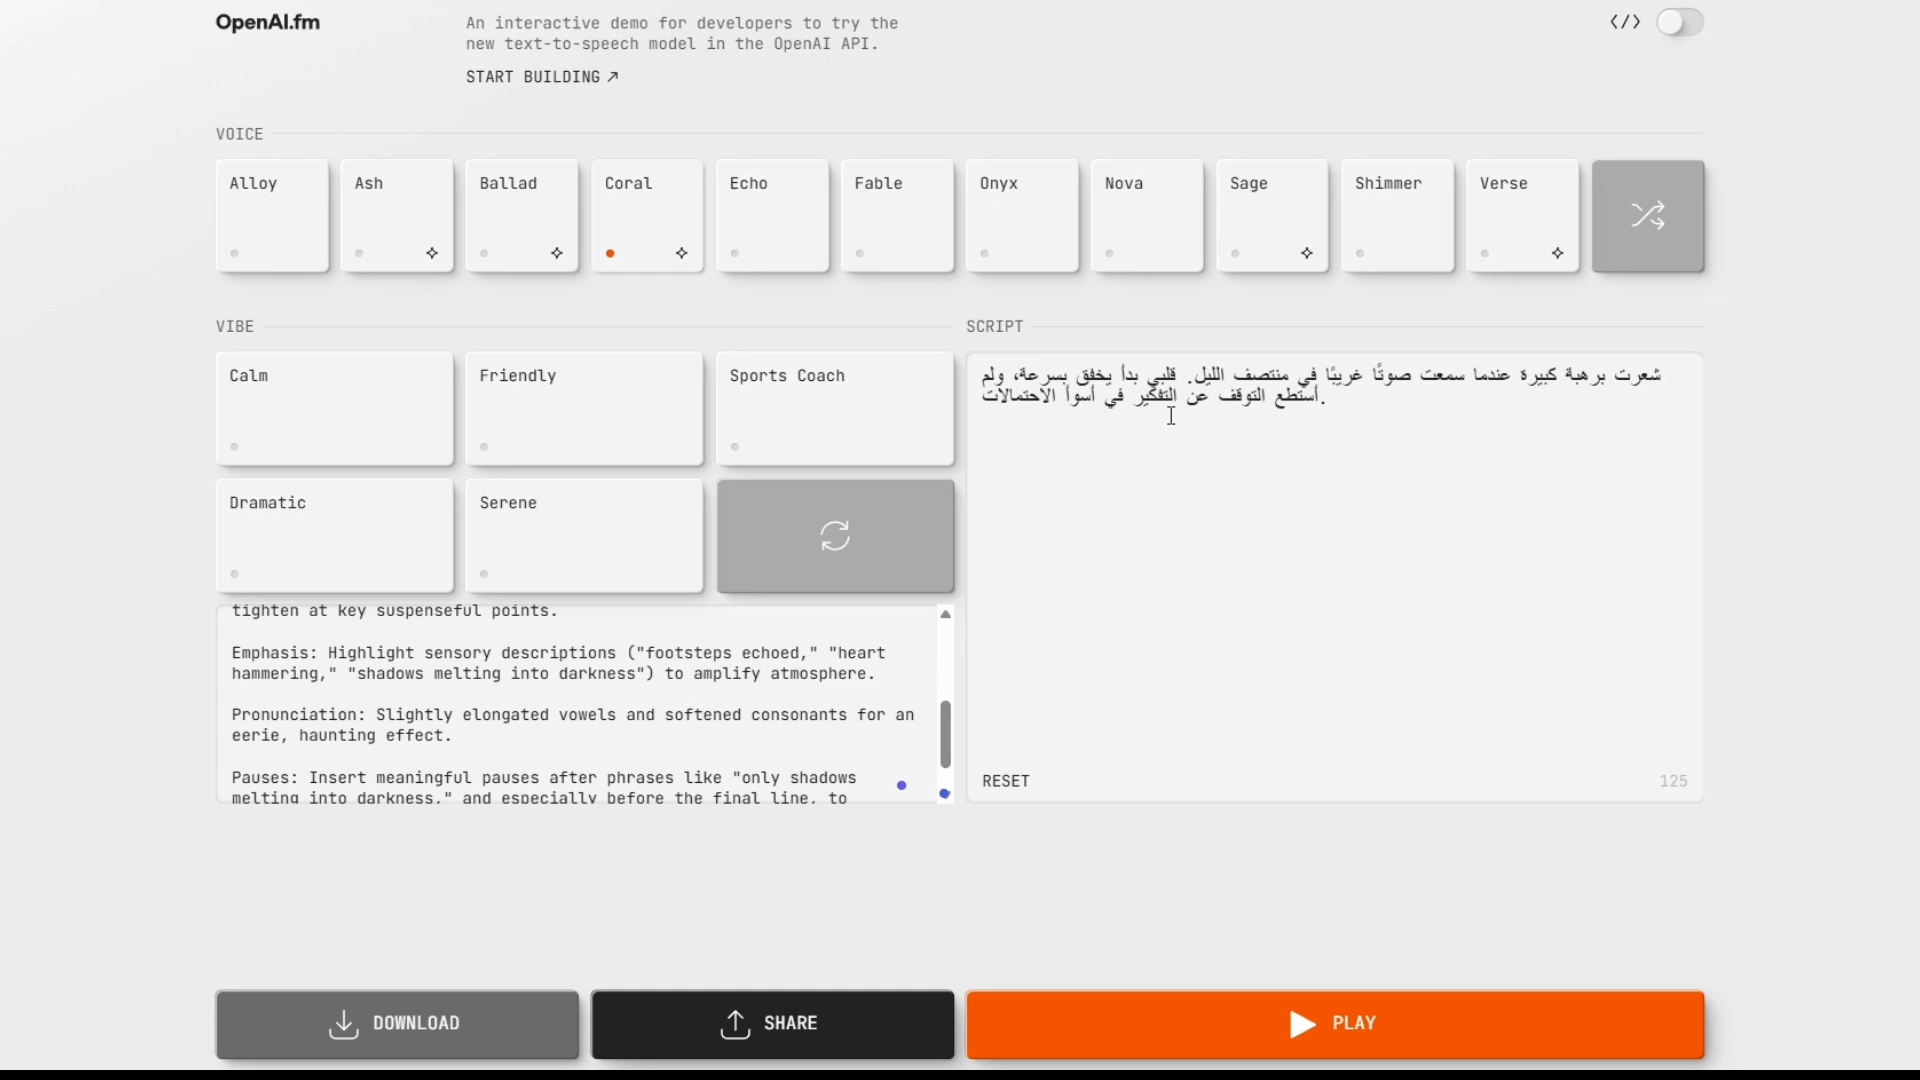 OpenAI.fm
An interactive demo for developers to try the
new text-to-speech model in the OpenAI API.
START BUILDING ↗
</>
VOICE
Alloy
Ash
Ballad
Coral
Echo
Fable
Onyx
Nova
Sage
Shimmer
Verse
VIBE
Calm
Friendly
Sports Coach
Dramatic
Serene
tighten at key suspenseful points.
Emphasis: Highlight sensory descriptions ("footsteps echoed," "heart
hammering," "shadows melting into darkness") to amplify atmosphere.
Pronunciation: Slightly elongated vowels and softened consonants for an
eerie, haunting effect.
Pauses: Insert meaningful pauses after phrases like "only shadows
melting into darkness," and especially before the final line, to
SCRIPT
شعرت برهبة كبيرة عندما سمعت صوتًا غريبًا في منتصف الليل. قلبي بدأ يخفق بسرعة، ولم
أستطع التوقف عن التفكير في أسوأ الاحتمالات.
RESET
125
DOWNLOAD
SHARE
PLAY